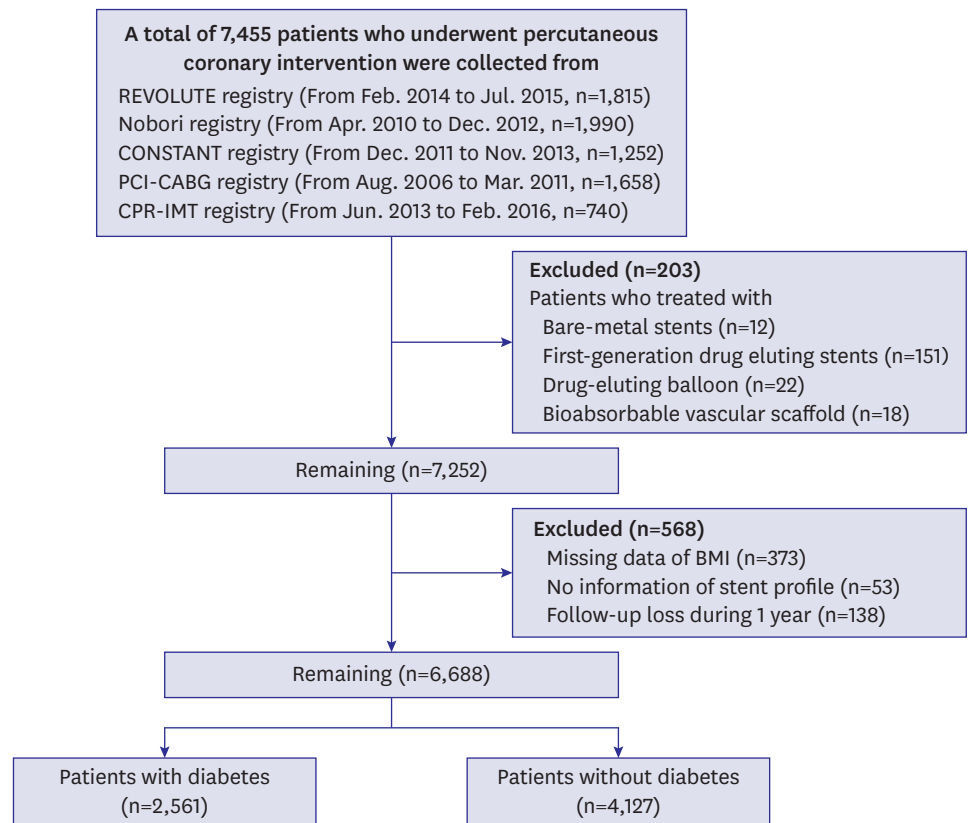 A total of 7,455 patients who underwent percutaneous
coronary intervention were collected from
REVOLUTE registry (From Feb. 2014 to Jul. 2015, n=1,815)
Nobori registry (From Apr. 2010 to Dec. 2012, n=1,990)
CONSTANT registry (From Dec. 2011 to Nov. 2013, n=1,252)
PCI-CABG registry (From Aug. 2006 to Mar. 2011, n=1,658)
CPR-IMT registry (From Jun. 2013 to Feb. 2016, n=740)
Excluded (n=203)
Patients who treated with
Bare-metal stents (n=12)
First-generation drug eluting stents (n=151)
Drug-eluting balloon (n=22)
Bioabsorbable vascular scaffold (n=18)
Remaining (n=7,252)
Excluded (n=568)
Missing data of BMI (n=373)
No information of stent profile (n=53)
Follow-up loss during 1 year (n=138)
Remaining (n=6,688)
Patients with diabetes
(n=2,561)
Patients without diabetes
(n=4,127)